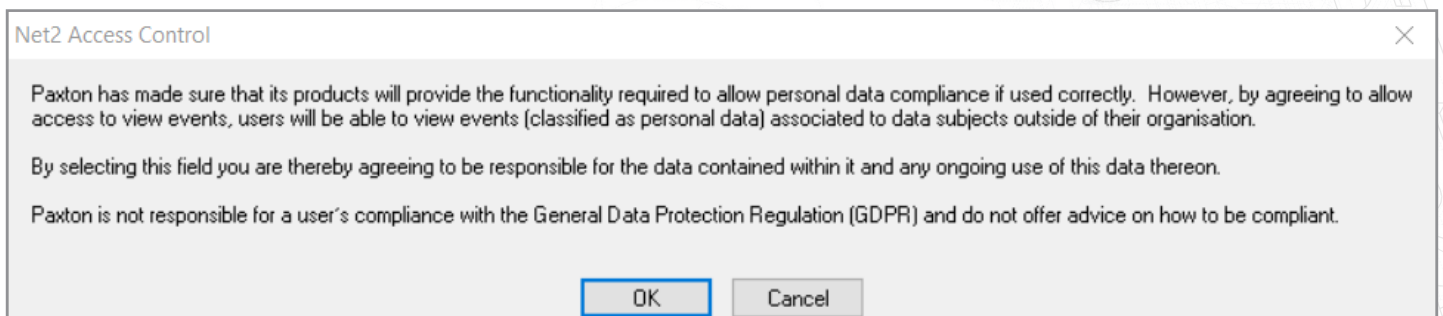 Net2 Access Control
Paxton has made sure that its products will provide the functionality required to allow personal data compliance if used correctly.  However, by agreeing to allow
access to view events, users will be able to view events (classified as personal data) associated to data subjects outside of their organisation.
By selecting this field you are thereby agreeing to be responsible for the data contained within it and any ongoing use of this data thereon.
Paxton is not responsible for a user's compliance with the General Data Protection Regulation (GDPR) and do not offer advice on how to be compliant.
OK
Cancel